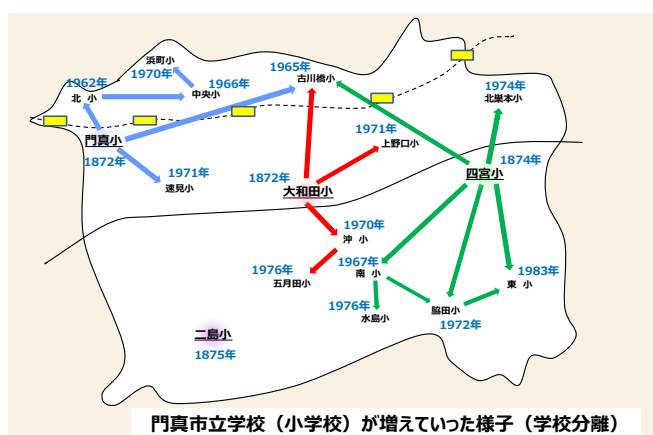 浜町小
1970年
1962年
北 小
1966年
中央小
1965年
古川橋小
1974年
北巣本小
門真小
1872年
1971年
速見小
1971年
上野口小
1872年
大和田小
1874年
四宮小
1970年
沖 小
1967年
南 小
1976年
五月田小
1976年
水島小
脇田小
1972年
1983年
東 小
二島小
1875年
門真市立学校（小学校）が増えていった様子（学校分離）